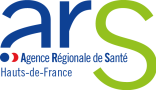 ars
Agence Régionale de Santé
Hauts-de-France